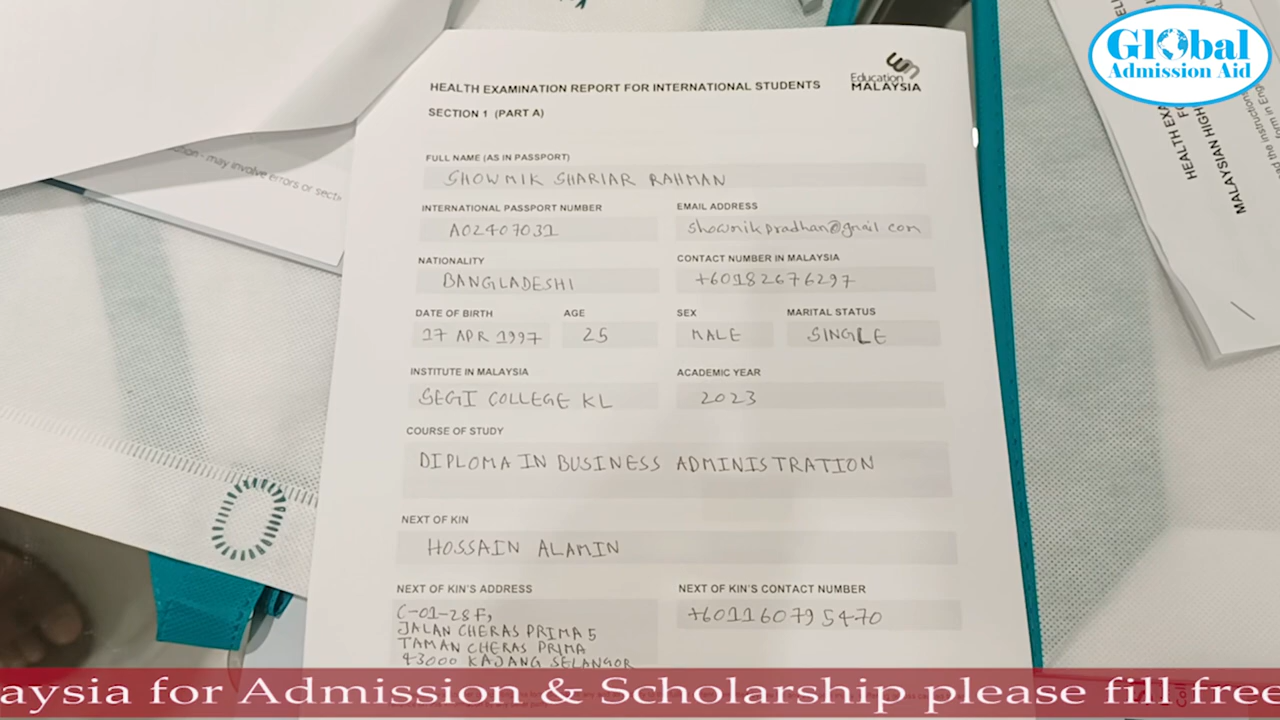 Global
Admission Aid
Education
MALAYSIA
HEALTH EXAMINATION REPORT FOR INTERNATIONAL STUDENTS
SECTION 1 (PART A)
FULL NAME (AS IN PASSPORT)
SHOWMIK SHARIAR RAHMAN
INTERNATIONAL PASSPORT NUMBER
A02407031
EMAIL ADDRESS
showmikpradhan@gmail com
NATIONALITY
BANGLADESHI
CONTACT NUMBER IN MALAYSIA
+60182676297
DATE OF BIRTH
17 APR 1997
AGE
25
SEX
MALE
MARITAL STATUS
SINGLE
INSTITUTE IN MALAYSIA
SEGI COLLEGE KL
ACADEMIC YEAR
2023
COURSE OF STUDY
DIPLOMA IN BUSINESS ADMINISTRATION
NEXT OF KIN
HOSSAIN ALAMIN
NEXT OF KIN'S ADDRESS
C-01-28F,
JALAN CHERAS PRIMA 5
TAMAN CHERAS PRIMA
43000 KAJANG SELANGOR
NEXT OF KIN'S CONTACT NUMBER
+601160795470
- may involve errors or
HEALTH
MALAYSIAN HIGH
the instructions
form in
aysia for Admission & Scholarship please fill free